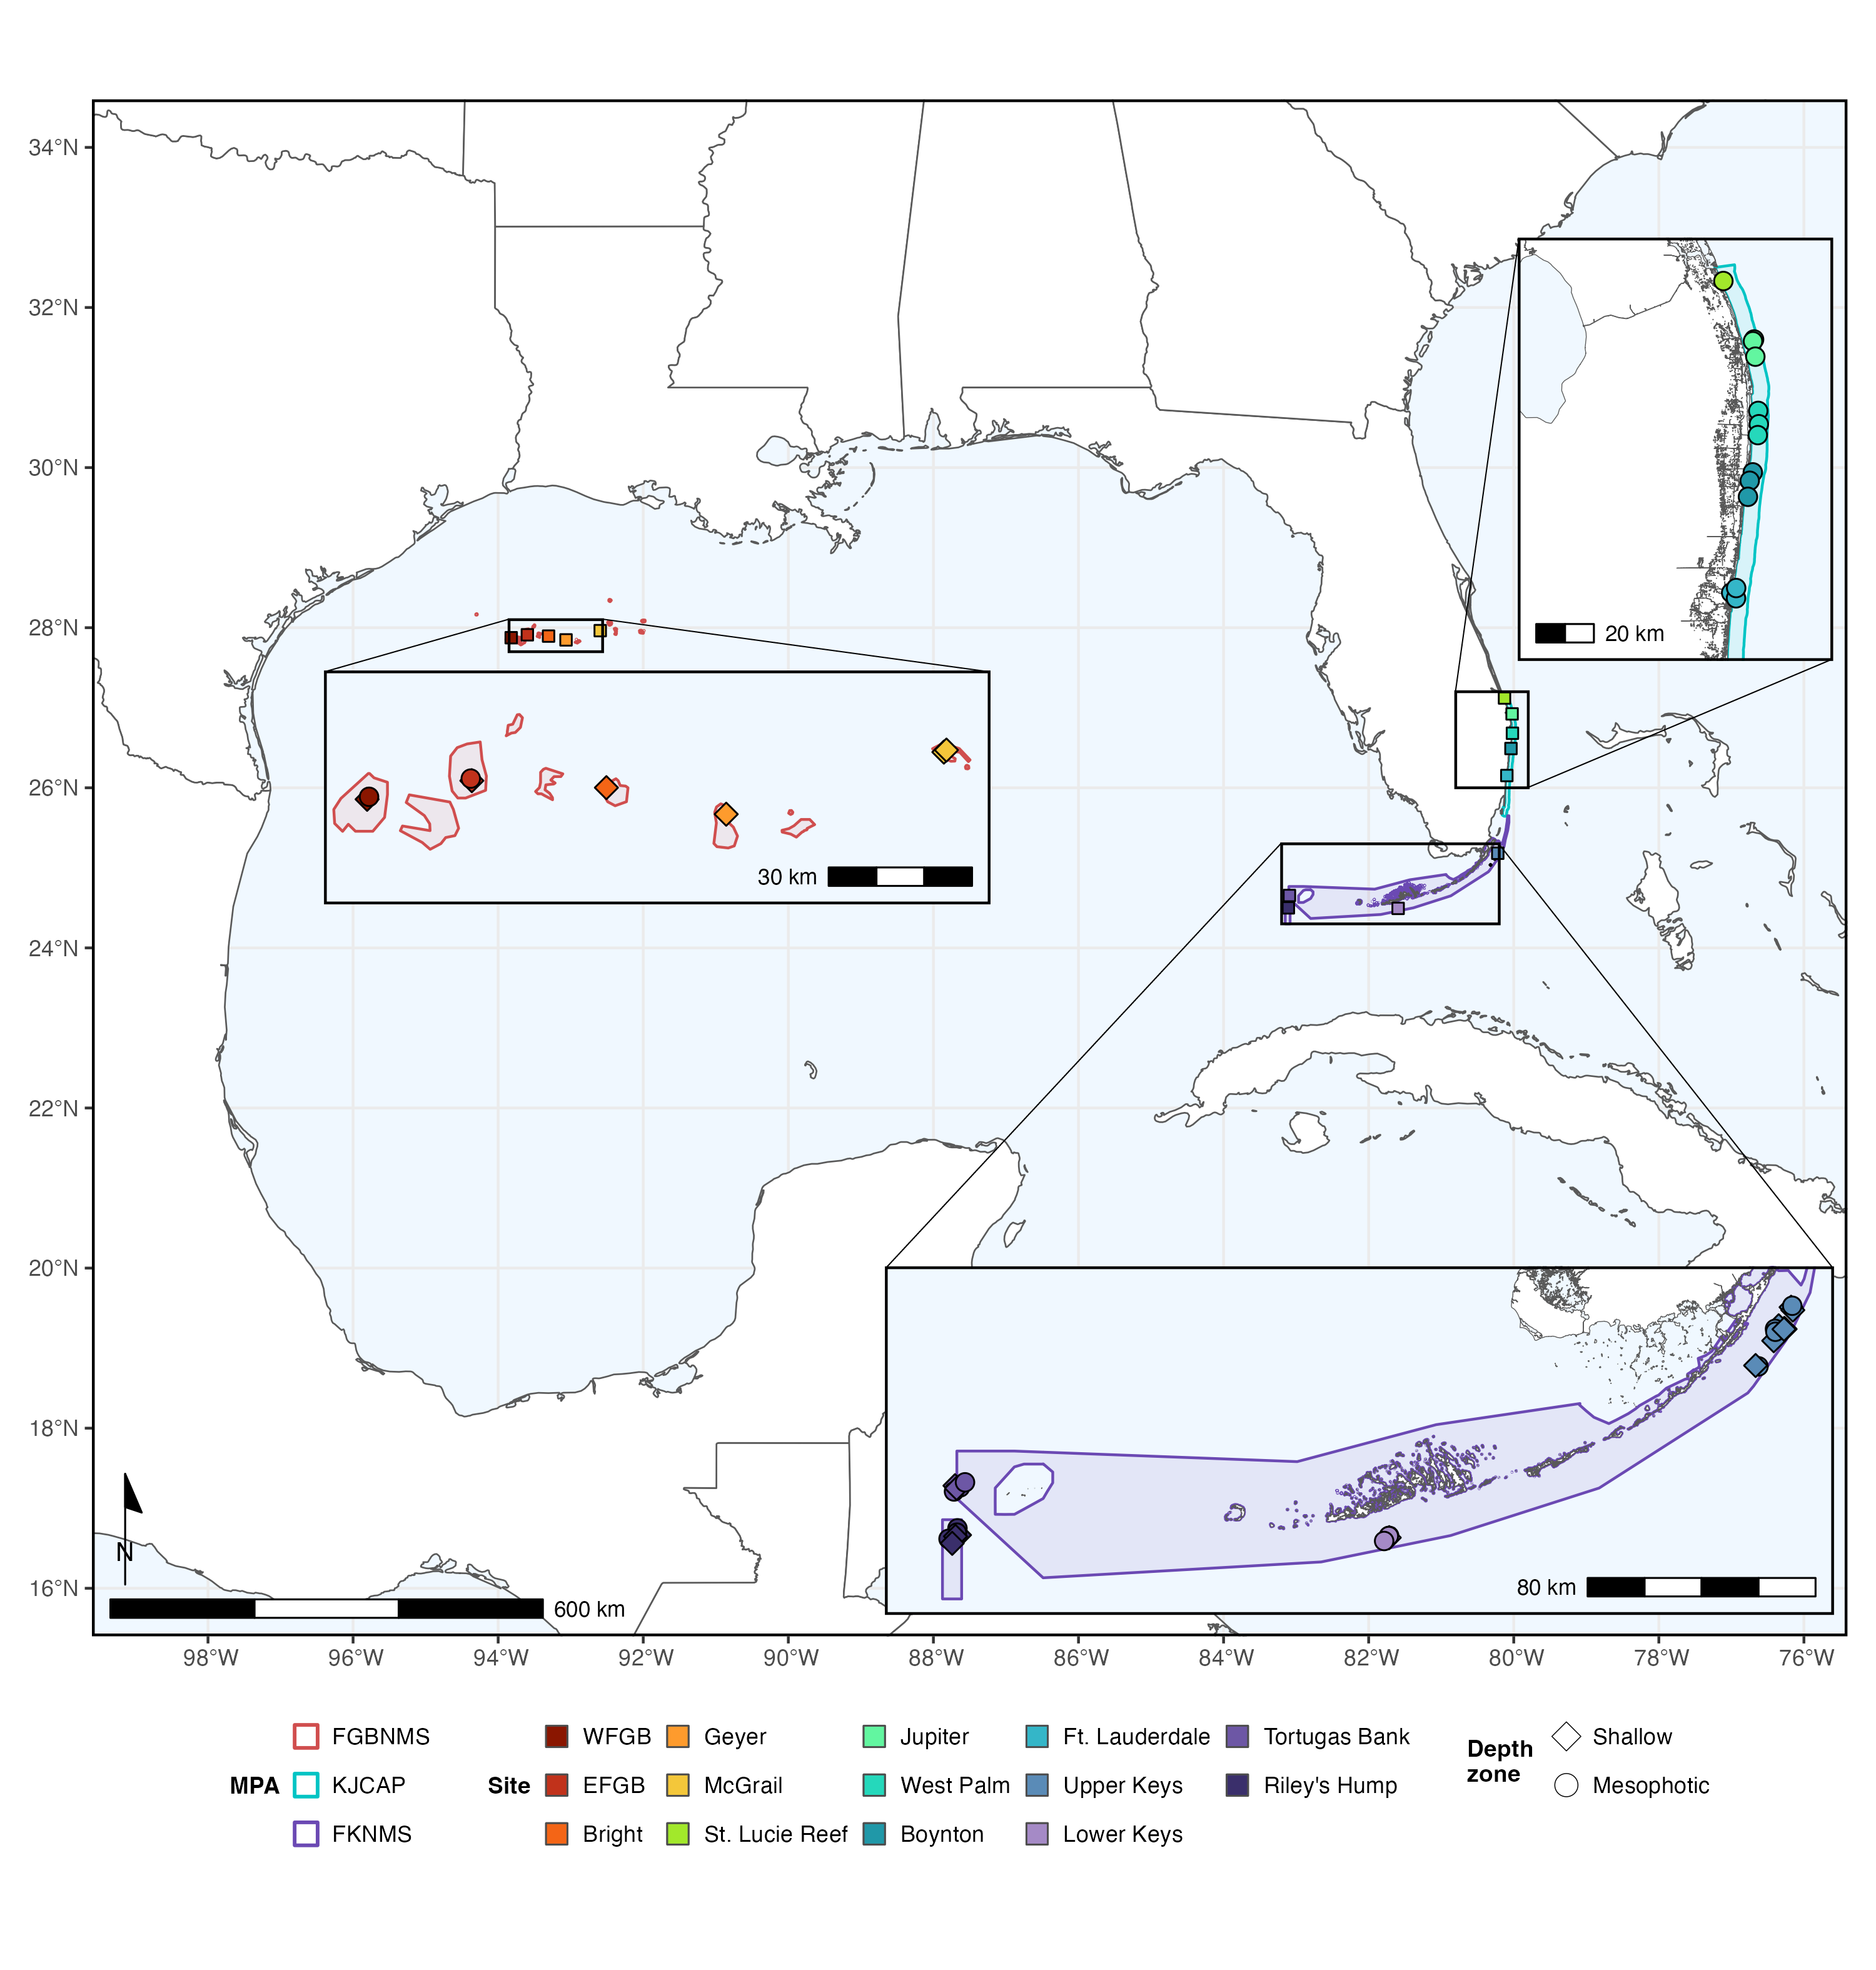 34°N
32°N
30°N
28°N
26°N
24°N
22°N
20°N
18°N
16°N
20 km
30 km
80 km
N
600 km
98°W 96°W 94°W 92°W 90°W 88°W 86°W 84°W 82°W 80°W 78°W 76°W
MPA
FGBNMS
KJCAP
FKNMS
Site
WFGB
EFGB
Bright
Geyer
McGrail
St. Lucie Reef
Jupiter
West Palm
Boynton
Ft. Lauderdale
Upper Keys
Lower Keys
Tortugas Bank
Riley's Hump
Depth
zone
Shallow
Mesophotic